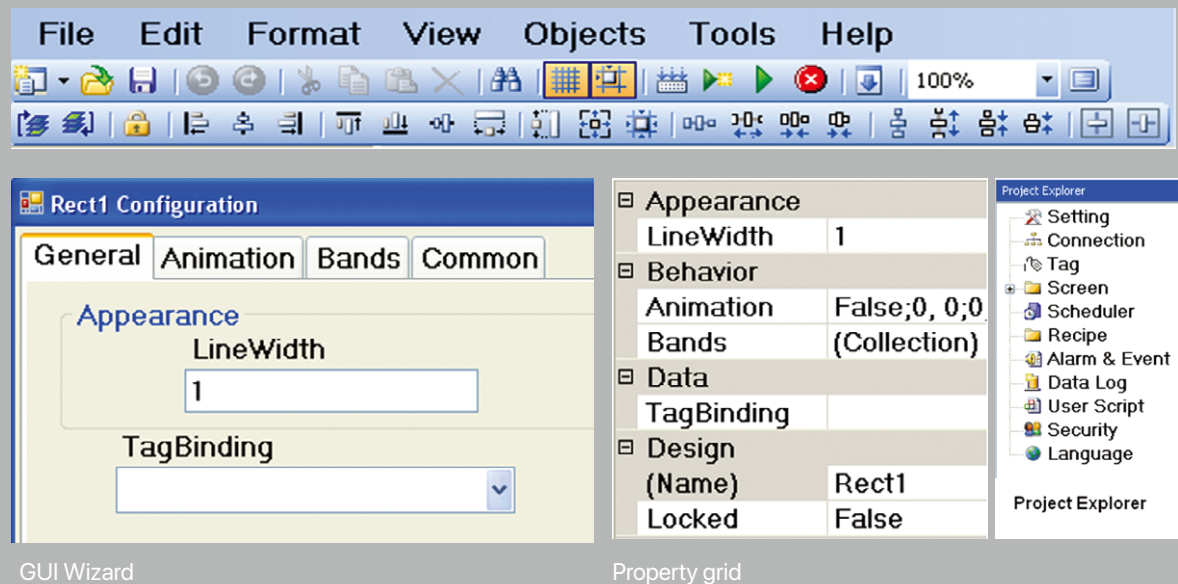 File Edit Format View Objects Tools Help
100%
Rect1 Configuration
General Animation Bands Common
Appearance
LineWidth
1
TagBinding
GUI Wizard
Appearance
LineWidth 1
Behavior
Animation False;0, 0;0
Bands (Collection)
Data
TagBinding
Design
(Name) Rect1
Locked False
Property grid
Project Explorer
Setting
Connection
Tag
Screen
Scheduler
Recipe
Alarm & Event
Data Log
User Script
Security
Language
Project Explorer